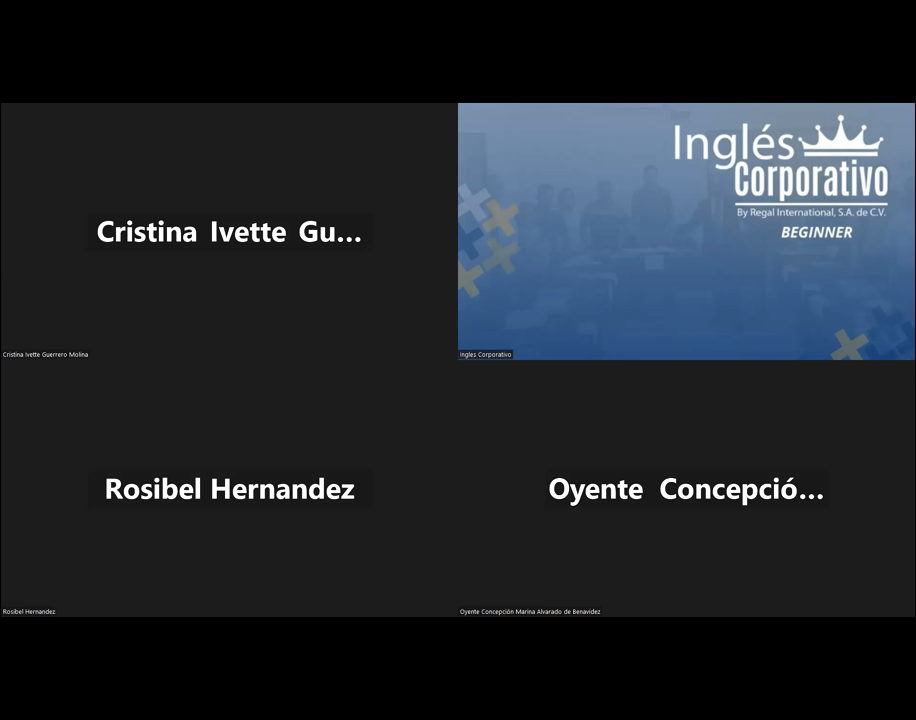 Cristina Ivette Gu...
Cristina Ivette Guerrero Molina
Inglés
Corporativo
By Regal International, S.A. de C.V.
BEGINNER
Ingles Corporativo
Rosibel Hernandez
Rosibel Hernandez
Oyente Concepció...
Oyente Concepción Marina Alvarado de Benavidez